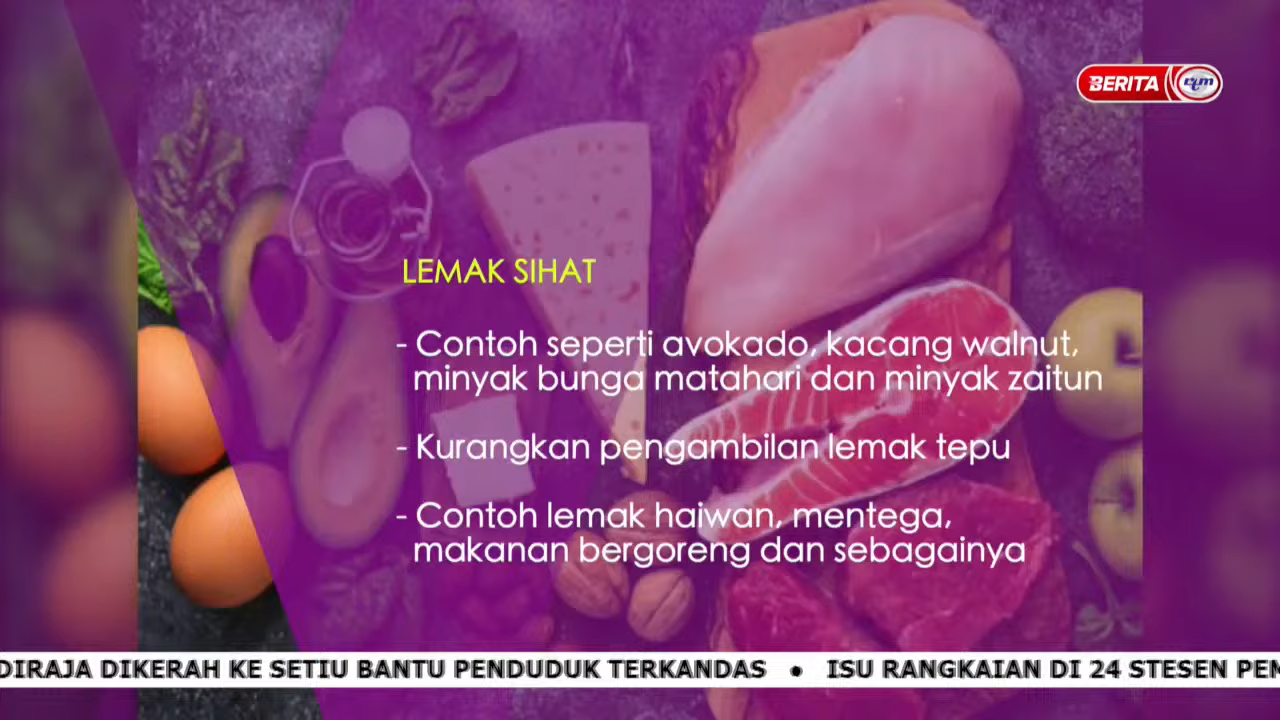 BERITA rtm
LEMAK SIHAT
- Contoh seperti avokado, kacang walnut,
minyak bunga matahari dan minyak zaitun
- Kurangkan pengambilan lemak tepu
- Contoh lemak haiwan, mentega,
makanan bergoreng dan sebagainya
DIRAJA DIKERAH KE SETIU BANTU PENDUDUK TERKANDAS • ISU RANGKAIAN DI 24 STESEN PEM